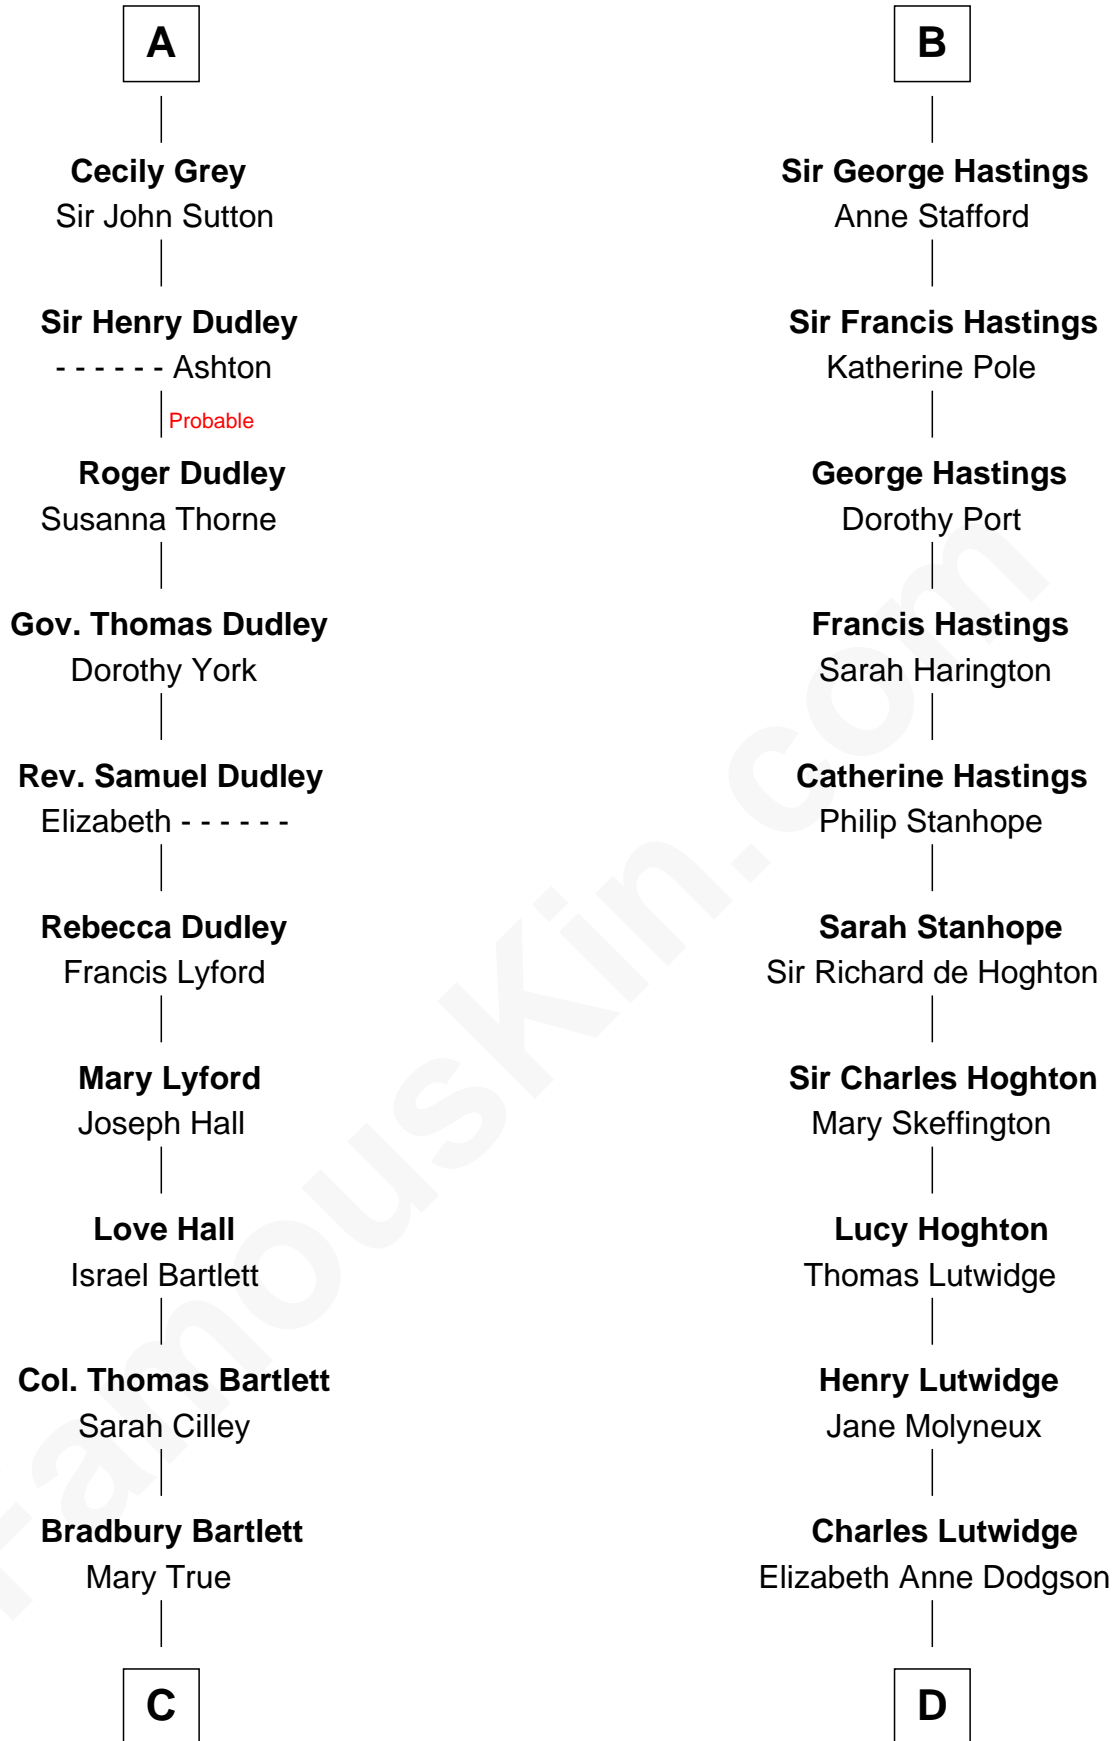 A
Cecily Grey
Sir John Sutton
Sir Henry Dudley
- - - - - - Ashton
Probable
Roger Dudley
Susanna Thorne
Gov. Thomas Dudley
Dorothy York
Rev. Samuel Dudley
Elizabeth - - - - - -
Rebecca Dudley
Francis Lyford
Mary Lyford
Joseph Hall
Love Hall
Israel Bartlett
Col. Thomas Bartlett
Sarah Cilley
Bradbury Bartlett
Mary True
C
B
Sir George Hastings
Anne Stafford
Sir Francis Hastings
Katherine Pole
George Hastings
Dorothy Port
Francis Hastings
Sarah Harington
Catherine Hastings
Philip Stanhope
Sarah Stanhope
Sir Richard de Hoghton
Sir Charles Hoghton
Mary Skeffington
Lucy Hoghton
Thomas Lutwidge
Henry Lutwidge
Jane Molyneux
Charles Lutwidge
Elizabeth Anne Dodgson
D
FamousKin.com